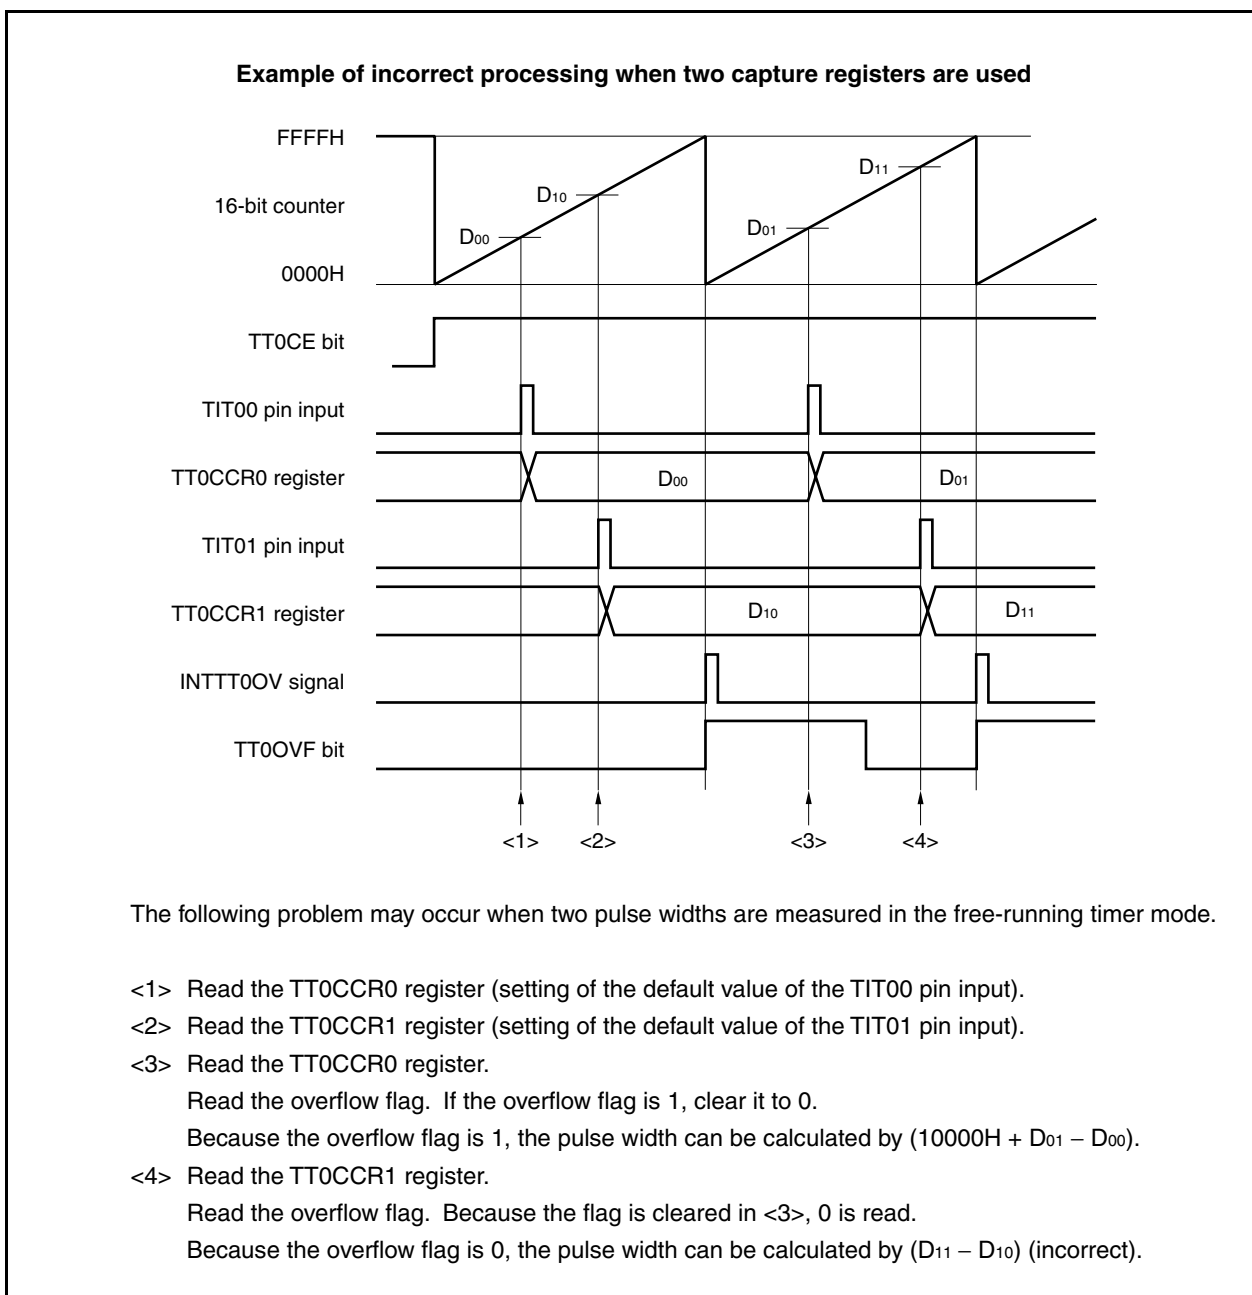 Example of incorrect processing when two capture registers are used
FFFFH
D10
D11
16-bit counter
D00
D01
0000H
TT0CE bit
TIT00 pin input
TT0CCR0 register
D00
D01
TIT01 pin input
TT0CCR1 register
D10
D11
INTTT0OV signal
TT0OVF bit
<1> <2> <3> <4>
The following problem may occur when two pulse widths are measured in the free-running timer mode.
<1> Read the TT0CCR0 register (setting of the default value of the TIT00 pin input).
<2> Read the TT0CCR1 register (setting of the default value of the TIT01 pin input).
<3> Read the TT0CCR0 register.
Read the overflow flag. If the overflow flag is 1, clear it to 0.
Because the overflow flag is 1, the pulse width can be calculated by (10000H + D01 − D00).
<4> Read the TT0CCR1 register.
Read the overflow flag. Because the flag is cleared in <3>, 0 is read.
Because the overflow flag is 0, the pulse width can be calculated by (D11 − D10) (incorrect).